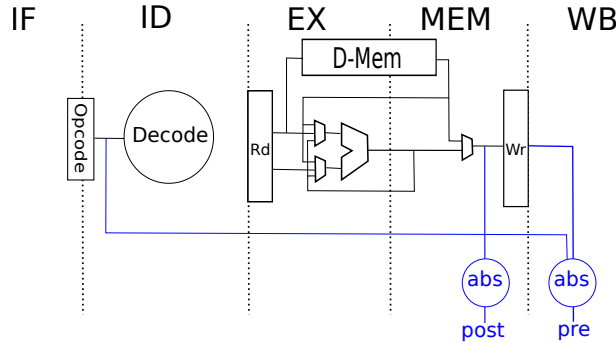 IF ID EX MEM WB
D-Mem
Opcode
Decode
Rd
Wr
abs abs
post pre